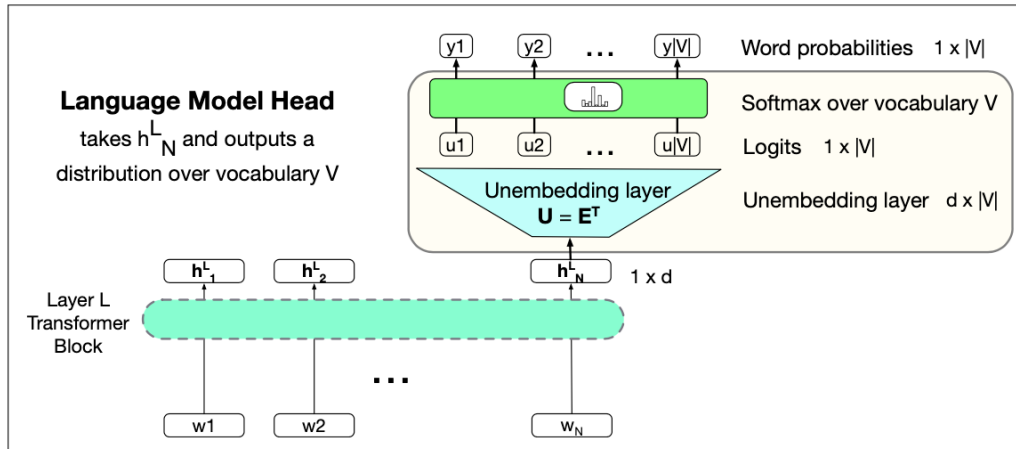 y1 y2 ... y|V| Word probabilities 1 x |V|
Language Model Head
takes h^L_N and outputs a
distribution over vocabulary V
Softmax over vocabulary V
u1 u2 ... u|V| Logits 1 x |V|
Unembedding layer
U = E^T
Unembedding layer d x |V|
h^L_1 h^L_2 h^L_N 1 x d
Layer L
Transformer
Block
...
w1 w2 w_N